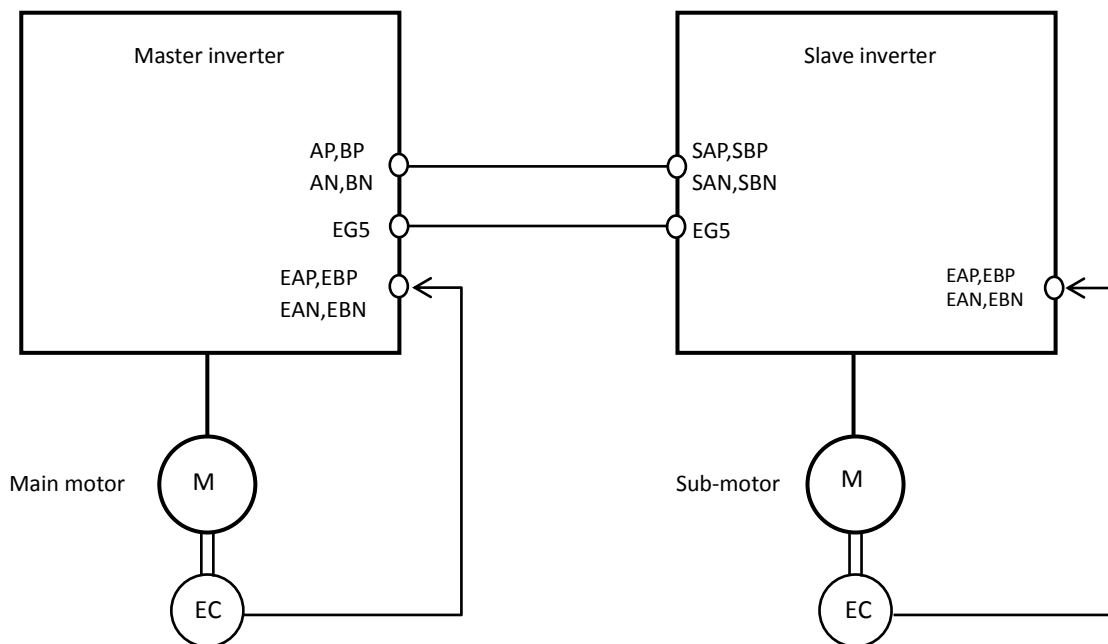 Master inverter
AP,BP
AN,BN
EG5
EAP,EBP
EAN,EBN
Main motor
M
EC
Slave inverter
SAP,SBP
SAN,SBN
EG5
EAP,EBP
EAN,EBN
Sub-motor
M
EC